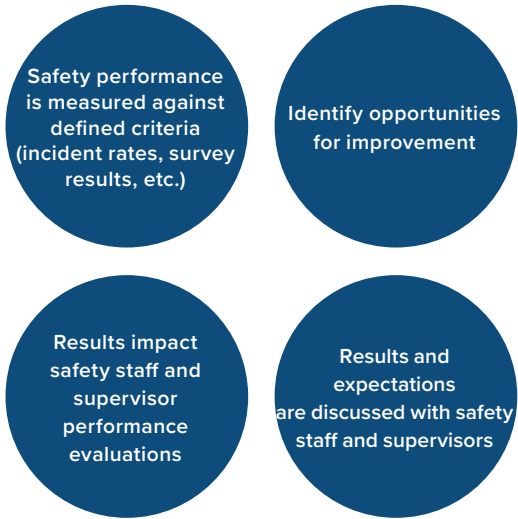 Safety performance
is measured against
defined criteria
(incident rates, survey
results, etc.)
Identify opportunities
for improvement
Results impact
safety staff and
supervisor
performance
evaluations
Results and
expectations
are discussed with safety
staff and supervisors